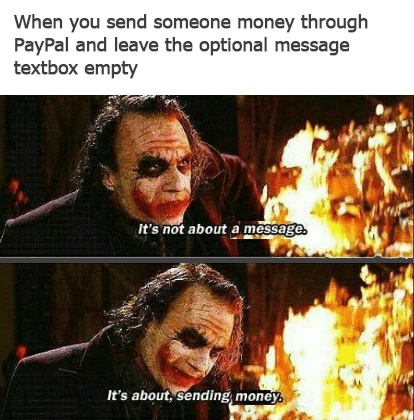 When you send someone money through
PayPal and leave the optional message
textbox empty
It's not about a message.
It's about, sending money.